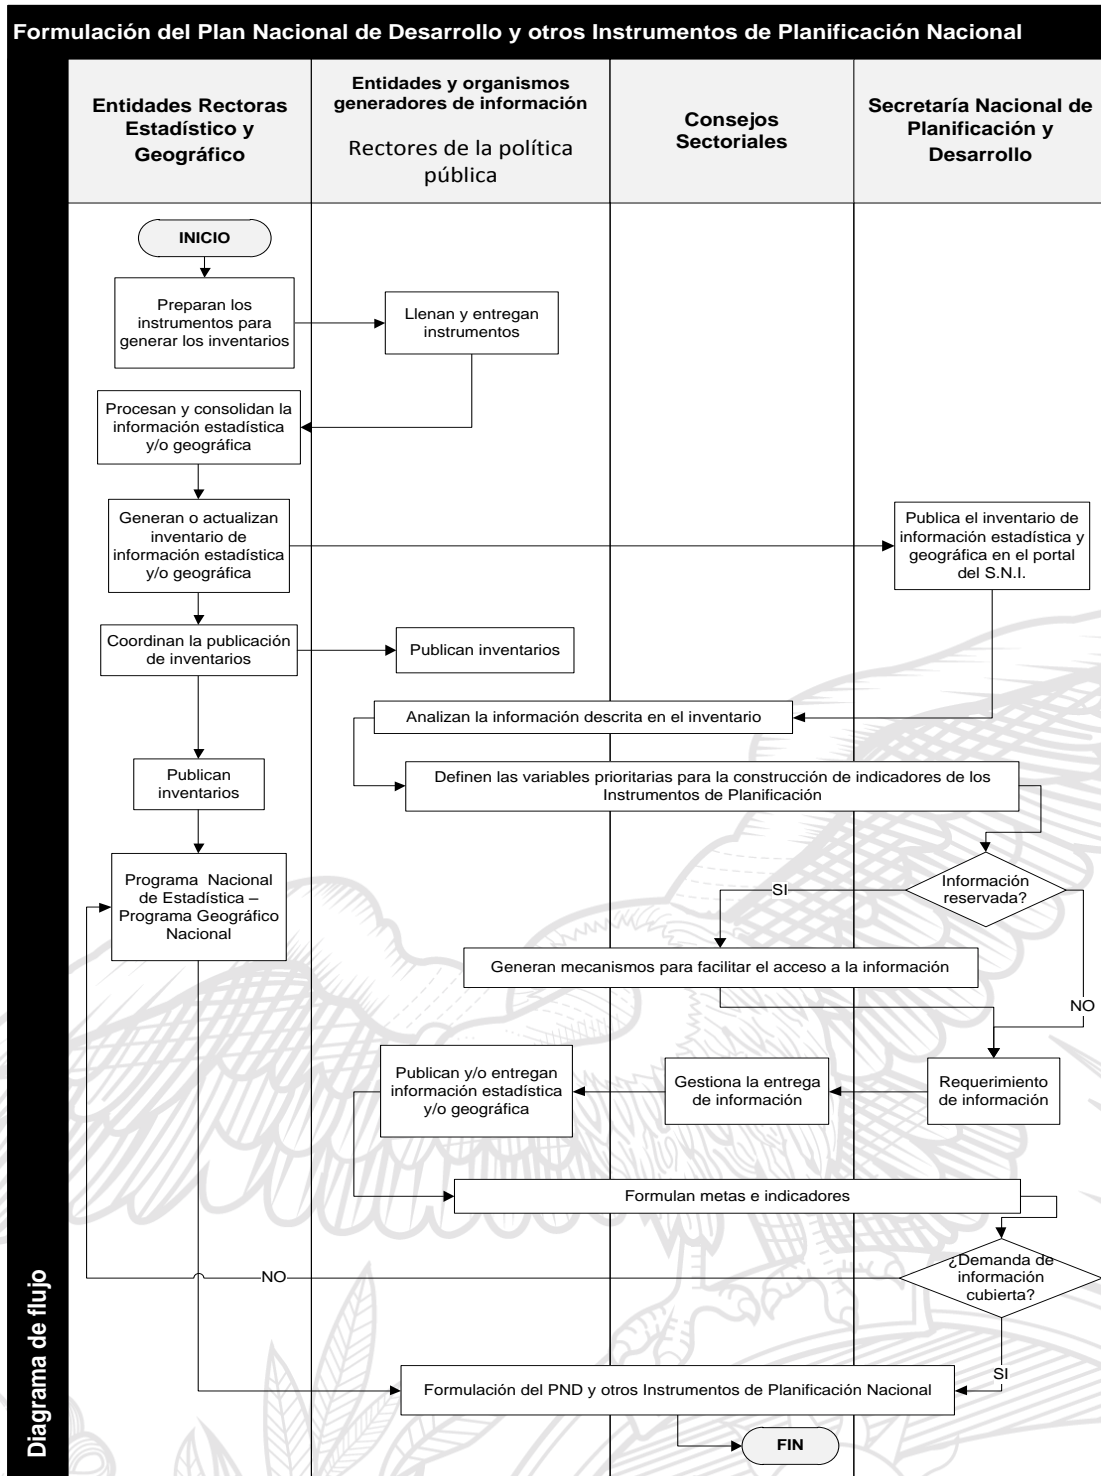 Formulación del Plan Nacional de Desarrollo y otros Instrumentos de Planificación Nacional
Entidades Rectoras
Estadístico y
Geográfico
Entidades y organismos
generadores de información
Rectores de la política
pública
Consejos
Sectoriales
Secretaría Nacional de
Planificación y
Desarrollo
INICIO
Preparan los
instrumentos para
generar los inventarios
Llenan y entregan
instrumentos
Procesan y consolidan la
información estadística
y/o geográfica
Generan o actualizan
inventario de
información estadística
y/o geográfica
Publica el inventario de
información estadística y
geográfica en el portal
del S.N.I.
Coordinan la publicación
de inventarios
Publican inventarios
Analizan la información descrita en el inventario
Publican
inventarios
Definen las variables prioritarias para la construcción de indicadores de los
Instrumentos de Planificación
Programa Nacional
de Estadística –
Programa Geográfico
Nacional
Información
reservada?
SI
NO
Generan mecanismos para facilitar el acceso a la información
Publican y/o entregan
información estadística
y/o geográfica
Gestiona la entrega
de información
Requerimiento
de información
Formulan metas e indicadores
¿Demanda de
información
cubierta?
NO
SI
Formulación del PND y otros Instrumentos de Planificación Nacional
FIN
Diagrama de flujo